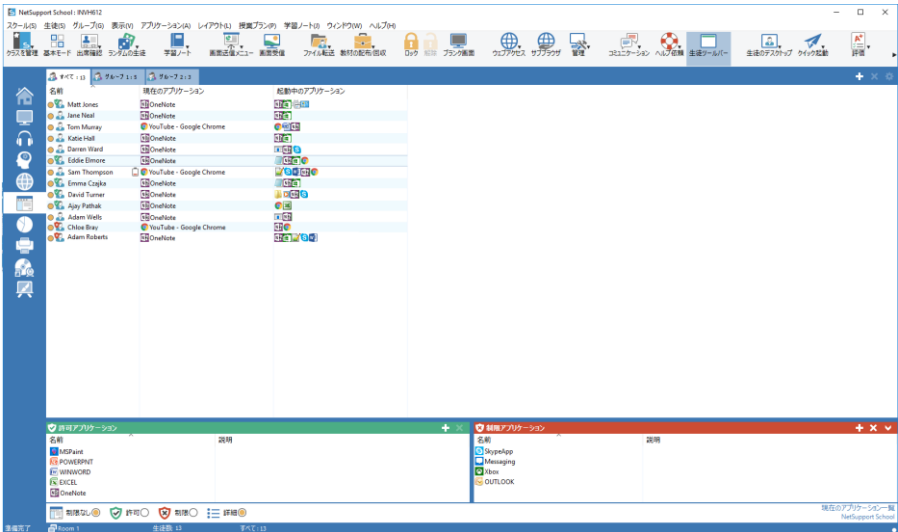 NetSupport School : INVH612
スクール(S) 生徒(S) グループ(G) 表示(V) アプリケーション(A) レイアウト(L) 授業プラン(P) 学習ノート(J) ウィンドウ(W) ヘルプ(H)
クラスを管理 基本モード 出席確認 ランダムの生徒 学習ノート 画面送信メニュー 画面受信 ファイル転送 教材の配布/回収 ロック 解除 ブランク画面 ウェブアクセス サブブラウザ 管理 コミュニケーション ヘルプ依頼 生徒ツールバー 生徒のデスクトップ クイック起動 評価
すべて : 13 グループ 1 : 5 グループ 2 : 3
名前 現在のアプリケーション 起動中のアプリケーション
Matt Jones OneNote
Jane Neal OneNote
Tom Murray YouTube - Google Chrome
Katie Hall OneNote
Darren Ward OneNote
Eddie Elmore OneNote
Sam Thompson YouTube - Google Chrome
Emma Czajka OneNote
David Turner OneNote
Ajay Pathak OneNote
Adam Wells OneNote
Chloe Bray YouTube - Google Chrome
Adam Roberts OneNote
許可アプリケーション
名前 説明
MSPaint
POWERPNT
WINWORD
EXCEL
OneNote
制限アプリケーション
名前 説明
SkypeApp
Messaging
Xbox
OUTLOOK
制限なし 許可 制限 詳細
現在のアプリケーション一覧
NetSupport School
準備完了 Room 1 生徒数: 13 すべて : 13